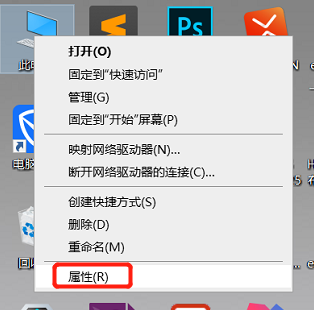 Ps
此
打开(O)
固定到"快速访问"
管理(G)
固定到"开始"屏幕(P)
映射网络驱动器(N)...
断开网络驱动器的连接(C)...
创建快捷方式(S)
删除(D)
重命名(M)
属性(R)
电脑
回